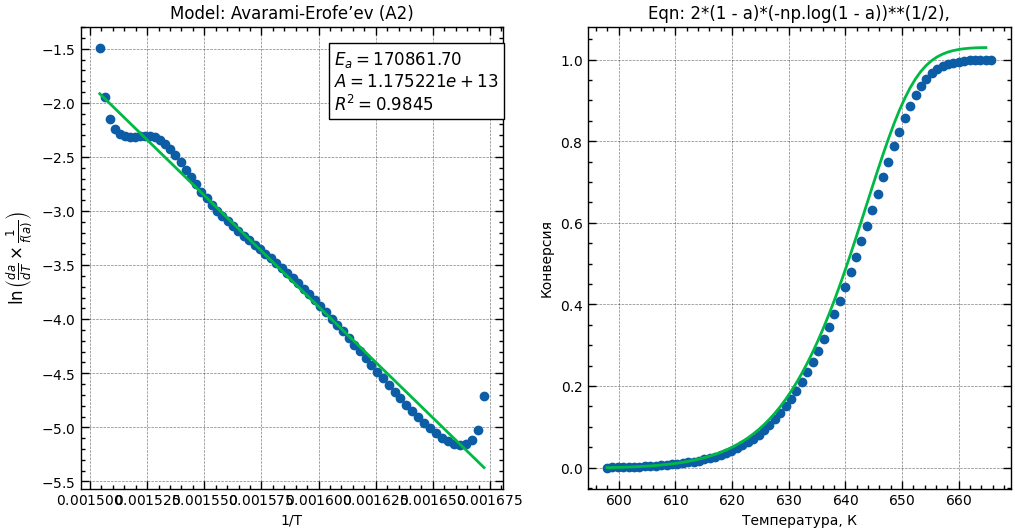 Model: Avarami-Erofe’ev (A2)
Eqn: 2*(1 - a)*(-np.log(1 - a))**(1/2),
E_a = 170861.70
A = 1.175221e + 13
R^2 = 0.9845
−1.5
−2.0
−2.5
−3.0
−3.5
−4.0
−4.5
−5.0
−5.5
ln(da/dT × 1/f(a))
0.001500 0.001525 0.001550 0.001575 0.001600 0.001625 0.001650 0.001675
1/T
1.0
0.8
0.6
0.4
0.2
0.0
Конверсия
600 610 620 630 640 650 660
Температура, К